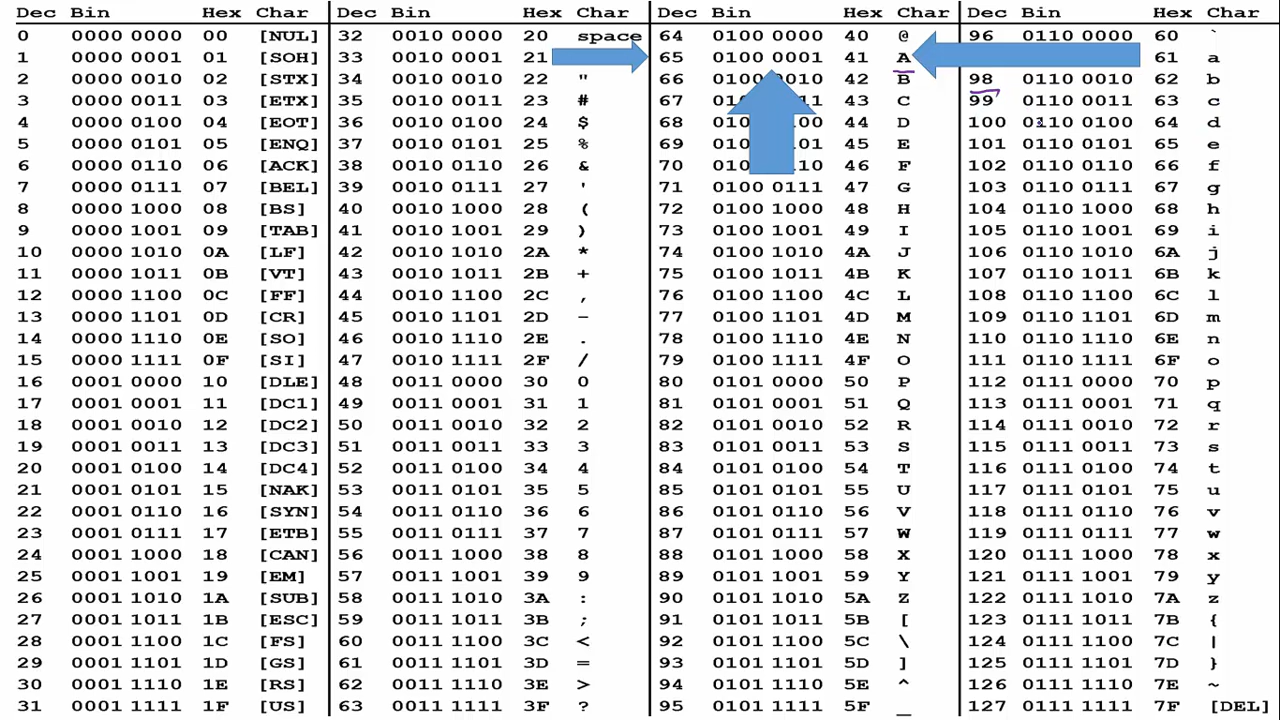 Dec Bin Hex Char Dec Bin Hex Char Dec Bin Hex Char Dec Bin Hex Char
0 0000 0000 00 [NUL] 32 0010 0000 20 space 64 0100 0000 40 @ 96 0110 0000 60 `
1 0000 0001 01 [SOH] 33 0010 0001 21 65 0100 0001 41 A 61 a
2 0000 0010 02 [STX] 34 0010 0010 22 " 66 0100 0010 42 B 98 0110 0010 62 b
3 0000 0011 03 [ETX] 35 0010 0011 23 # 67 43 C 99 0110 0011 63 c
4 0000 0100 04 [EOT] 36 0010 0100 24 $ 68 44 D 100 0110 0100 64 d
5 0000 0101 05 [ENQ] 37 0010 0101 25 % 69 45 E 101 0110 0101 65 e
6 0000 0110 06 [ACK] 38 0010 0110 26 & 70 46 F 102 0110 0110 66 f
7 0000 0111 07 [BEL] 39 0010 0111 27 ' 71 0100 0111 47 G 103 0110 0111 67 g
8 0000 1000 08 [BS] 40 0010 1000 28 ( 72 0100 1000 48 H 104 0110 1000 68 h
9 0000 1001 09 [TAB] 41 0010 1001 29 ) 73 0100 1001 49 I 105 0110 1001 69 i
10 0000 1010 0A [LF] 42 0010 1010 2A * 74 0100 1010 4A J 106 0110 1010 6A j
11 0000 1011 0B [VT] 43 0010 1011 2B + 75 0100 1011 4B K 107 0110 1011 6B k
12 0000 1100 0C [FF] 44 0010 1100 2C , 76 0100 1100 4C L 108 0110 1100 6C l
13 0000 1101 0D [CR] 45 0010 1101 2D - 77 0100 1101 4D M 109 0110 1101 6D m
14 0000 1110 0E [SO] 46 0010 1110 2E . 78 0100 1110 4E N 110 0110 1110 6E n
15 0000 1111 0F [SI] 47 0010 1111 2F / 79 0100 1111 4F O 111 0110 1111 6F o
16 0001 0000 10 [DLE] 48 0011 0000 30 0 80 0101 0000 50 P 112 0111 0000 70 p
17 0001 0001 11 [DC1] 49 0011 0001 31 1 81 0101 0001 51 Q 113 0111 0001 71 q
18 0001 0010 12 [DC2] 50 0011 0010 32 2 82 0101 0010 52 R 114 0111 0010 72 r
19 0001 0011 13 [DC3] 51 0011 0011 33 3 83 0101 0011 53 S 115 0111 0011 73 s
20 0001 0100 14 [DC4] 52 0011 0100 34 4 84 0101 0100 54 T 116 0111 0100 74 t
21 0001 0101 15 [NAK] 53 0011 0101 35 5 85 0101 0101 55 U 117 0111 0101 75 u
22 0001 0110 16 [SYN] 54 0011 0110 36 6 86 0101 0110 56 V 118 0111 0110 76 v
23 0001 0111 17 [ETB] 55 0011 0111 37 7 87 0101 0111 57 W 119 0111 0111 77 w
24 0001 1000 18 [CAN] 56 0011 1000 38 8 88 0101 1000 58 X 120 0111 1000 78 x
25 0001 1001 19 [EM] 57 0011 1001 39 9 89 0101 1001 59 Y 121 0111 1001 79 y
26 0001 1010 1A [SUB] 58 0011 1010 3A : 90 0101 1010 5A Z 122 0111 1010 7A z
27 0001 1011 1B [ESC] 59 0011 1011 3B ; 91 0101 1011 5B [ 123 0111 1011 7B {
28 0001 1100 1C [FS] 60 0011 1100 3C < 92 0101 1100 5C \ 124 0111 1100 7C |
29 0001 1101 1D [GS] 61 0011 1101 3D = 93 0101 1101 5D ] 125 0111 1101 7D }
30 0001 1110 1E [RS] 62 0011 1110 3E > 94 0101 1110 5E ^ 126 0111 1110 7E ~
31 0001 1111 1F [US] 63 0011 1111 3F ? 95 0101 1111 5F _ 127 0111 1111 7F [DEL]